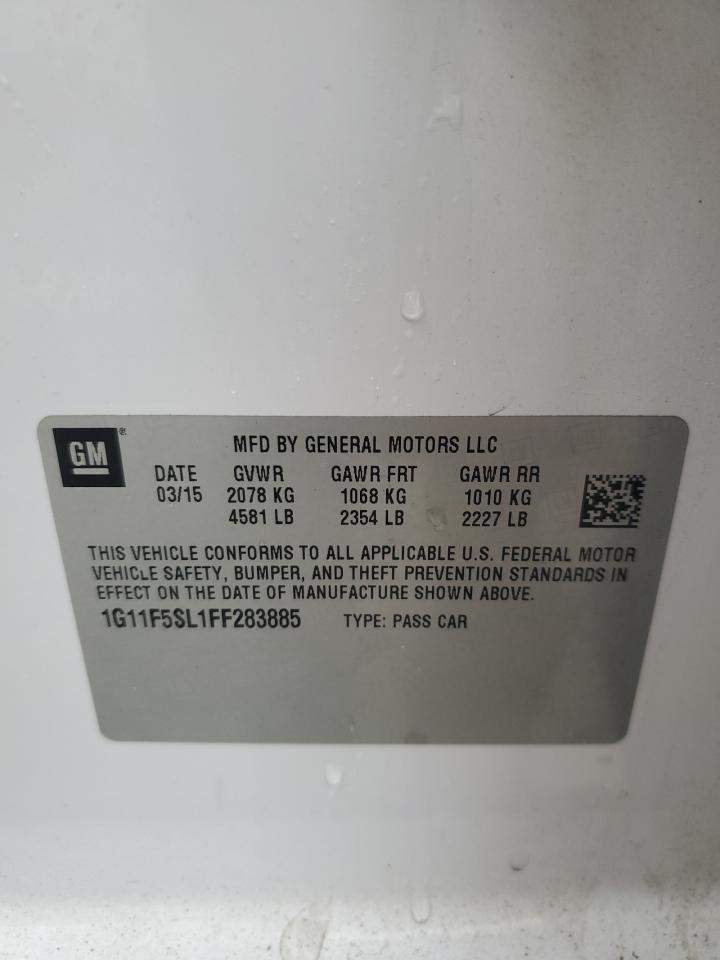 GM
MFD BY GENERAL MOTORS LLC
DATE GVWR GAWR FRT GAWR RR
03/15 2078 KG 1068 KG 1010 KG
4581 LB 2354 LB 2227 LB
THIS VEHICLE CONFORMS TO ALL APPLICABLE U.S. FEDERAL MOTOR
VEHICLE SAFETY, BUMPER, AND THEFT PREVENTION STANDARDS IN
EFFECT ON THE DATE OF MANUFACTURE SHOWN ABOVE.
1G11F5SL1FF283885 TYPE: PASS CAR